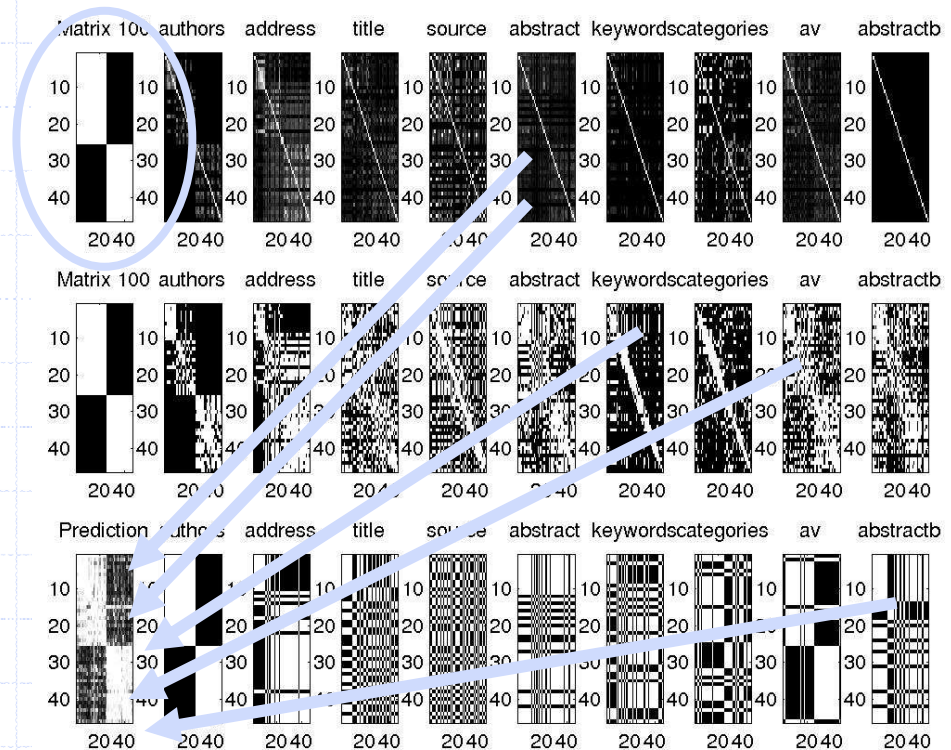 Matrix 100 authors address title source abstract keywordscategories av abstractb
10 10 10 10 10 10 10 10 10
20 20 20 20 20 20 20 20 20
30 30 30 30 30 30 30 30 30
40 40 40 40 40 40 40 40 40
2040 2040 2040 2040 2040 2040 2040 2040 2040 2040
Matrix 100 authors address title source abstract keywordscategories av abstractb
10 10 10 10 10 10 10 10 10
20 20 20 20 20 20 20 20 20
30 30 30 30 30 30 30 30 30
40 40 40 40 40 40 40 40 40
2040 2040 2040 2040 2040 2040 2040 2040 2040 2040
Prediction authors address title source abstract keywordscategories av abstractb
10 10 10 10 10 10 10 10 10
20 20 20 20 20 20 20 20
30 30 30 30 30 30 30 30 30
40 40 40 40 40 40 40 40
2040 2040 2040 2040 2040 2040 2040 2040 2040 2040